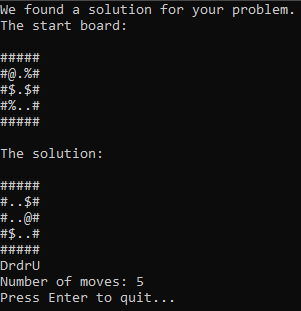 We found a solution for your problem.
The start board:
#####
#@.%#
#$.$#
#%..#
#####
The solution:
#####
#..$#
#..@#
#$..#
#####
DrdrU
Number of moves: 5
Press Enter to quit...